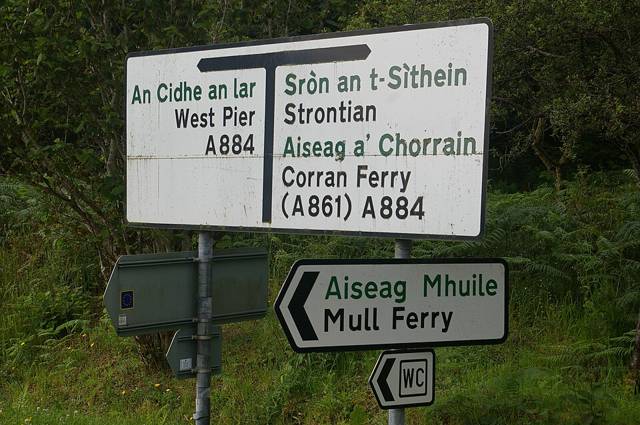 An Cidhe an Iar
West Pier
A884
Sròn an t-Sìthein
Strontian
Aiseag a' Chorrain
Corran Ferry
(A861) A884
Aiseag Mhuile
Mull Ferry
WC